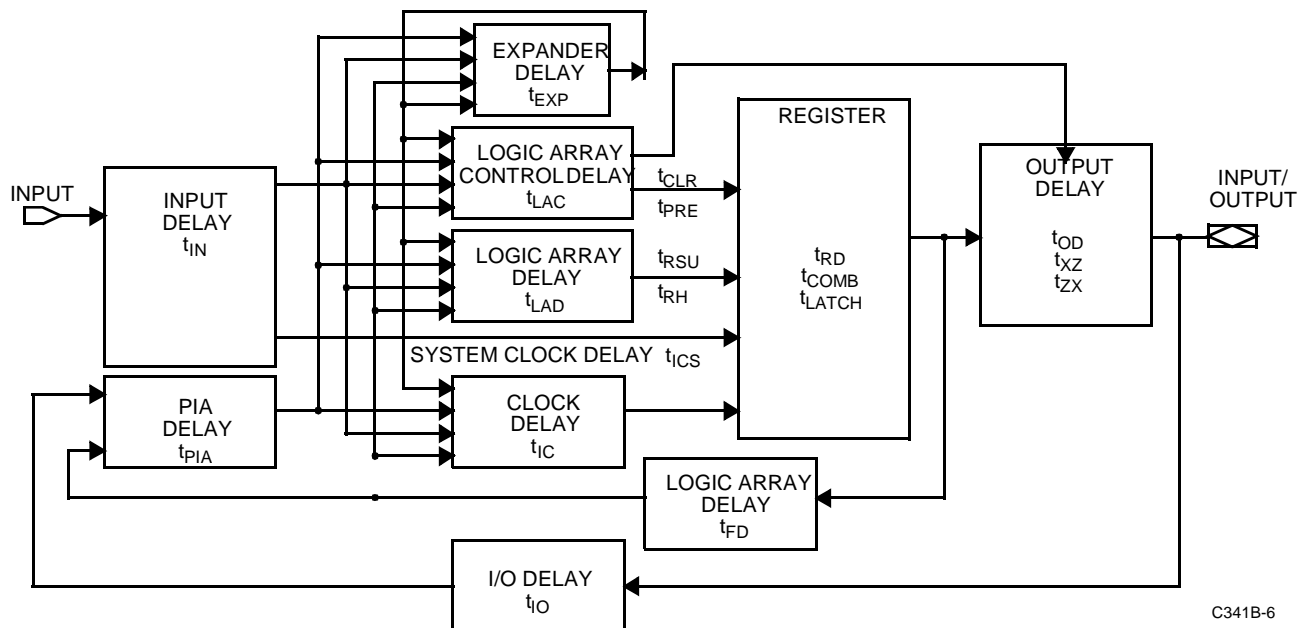 EXPANDER
DELAY
tEXP
REGISTER
LOGIC ARRAY
CONTROL DELAY
tLAC
tCLR
tPRE
OUTPUT
DELAY
tOD
tXZ
tZX
INPUT/
OUTPUT
INPUT
INPUT
DELAY
tIN
LOGIC ARRAY
DELAY
tLAD
tRSU
tRH
tRD
tCOMB
tLATCH
SYSTEM CLOCK DELAY tICS
PIA
DELAY
tPIA
CLOCK
DELAY
tIC
LOGIC ARRAY
DELAY
tFD
I/O DELAY
tIO
C341B-6